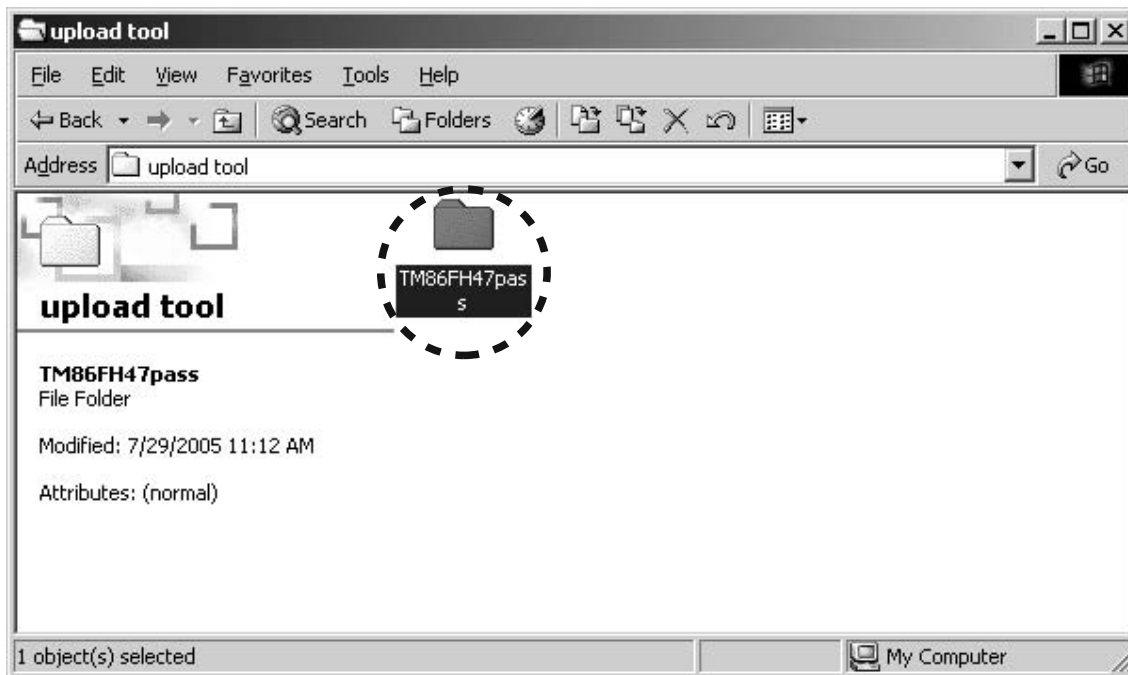 upload tool
File Edit View Favorites Tools Help
Back Search Folders
Address upload tool Go
TM86FH47pas
s
upload tool
TM86FH47pass
File Folder
Modified: 7/29/2005 11:12 AM
Attributes: (normal)
1 object(s) selected My Computer